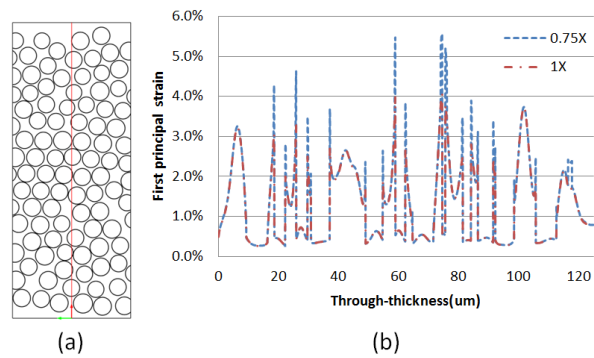 6.0%
5.0%
4.0%
3.0%
2.0%
1.0%
0.0%
First principal strain
0.75X
1X
0 20 40 60 80 100 120
Through-thickness(um)
(a) (b)